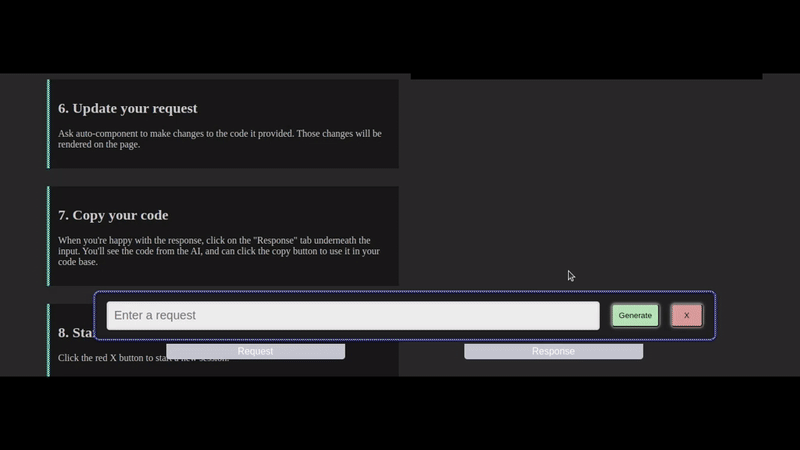 6. Update your request
Ask auto-component to make changes to the code it provided. Those changes will be
rendered on the page.
7. Copy your code
When you're happy with the response, click on the "Response" tab underneath the
input. You'll see the code from the AI, and can click the copy button to use it in your
code base.
Enter a request
Generate
X
8.
Click the red X button to start a new session.
Request
Response